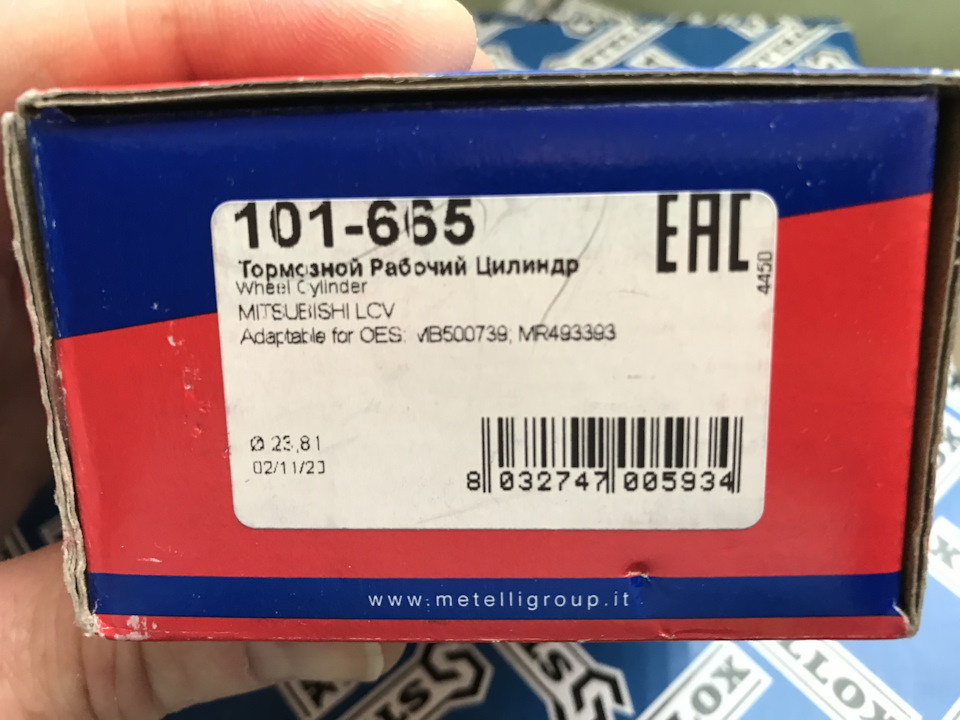 101-665
EAC
Тормозной Рабочий Цилиндр
4450
Wheel Cylinder
MITSUBISHI LCV
Adaptable for OES: MB500739; MR493393
Ø 23,81
02/11/20
8 032747 005934
www.metelligroup.it